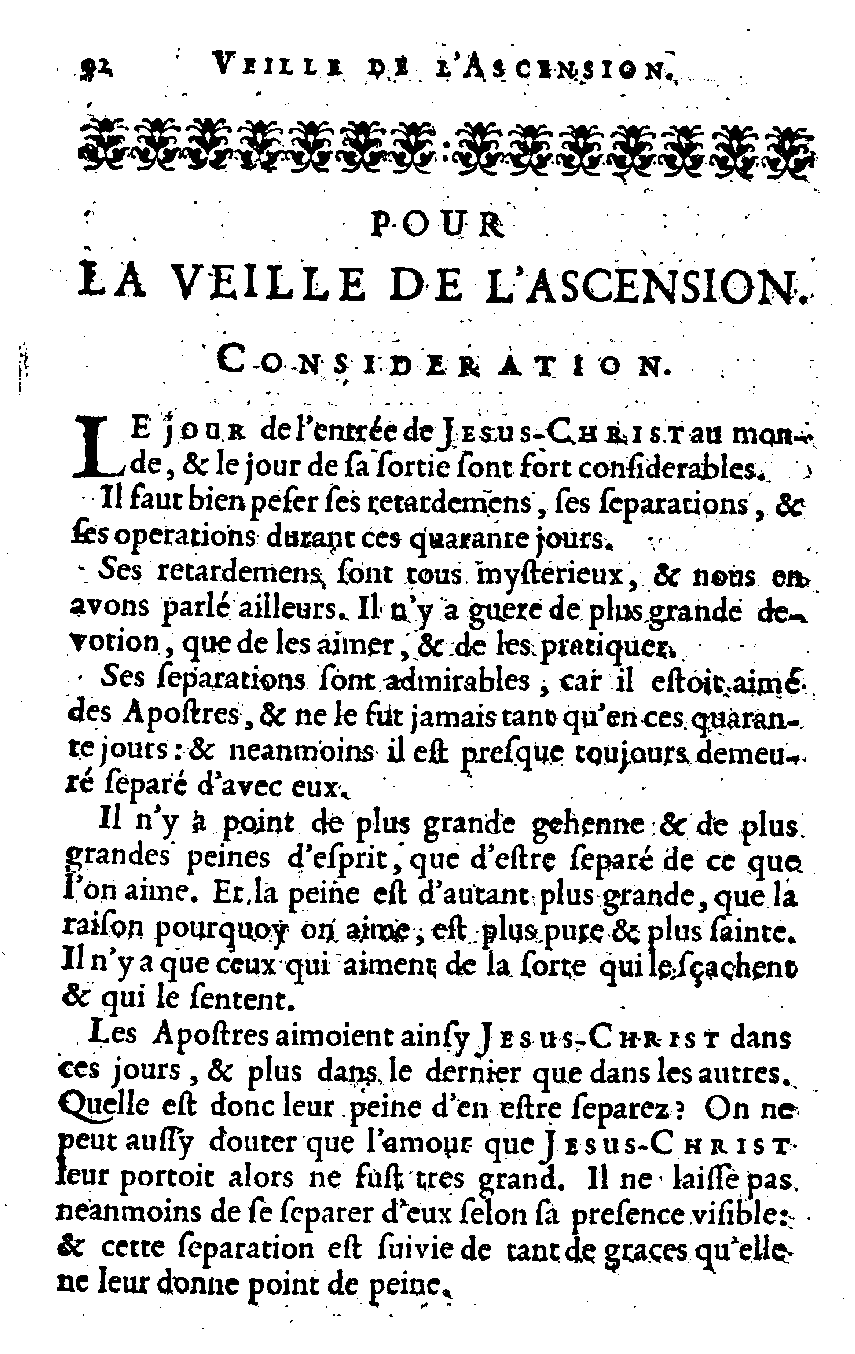 92 VEILLE DE L'ASCENSION.
POUR
LA VEILLE DE L'ASCENSION.
CONSIDERATION.
LE JOUR de l'entrée de JESUS-CHRIST au mon-
de, & le jour de sa sortie sont fort considerables.
Il faut bien peser ses retardemens, ses separations, &
ses operations durant ces quarante jours.
Ses retardemens sont tous mysterieux, & nous en
avons parlé ailleurs. Il n'y a guere de plus grande de-
votion, que de les aimer, & de les pratiquer.
Ses separations sont admirables, car il estoit aimé
des Apostres, & ne le fut jamais tant qu'en ces quaran-
te jours: & neanmoins il est presque toujours demeu-
ré separé d'avec eux.
Il n'y a point de plus grande gehenne & de plus
grandes peines d'esprit, que d'estre separé de ce que
l'on aime. Et la peine est d'autant plus grande, que la
raison pourquoy on aime, est plus pure & plus sainte.
Il n'y a que ceux qui aiment de la sorte qui le sçachent
& qui le sentent.
Les Apostres aimoient ainsy JESUS-CHRIST dans
ces jours, & plus dans le dernier que dans les autres.
Quelle est donc leur peine d'en estre separez? On ne
peut aussy douter que l'amour que JESUS-CHRIST
leur portoit alors ne fust tres grand. Il ne laisse pas
neanmoins de se separer d'eux selon sa presence visible:
& cette separation est suivie de tant de graces qu'elle
ne leur donne point de peine.